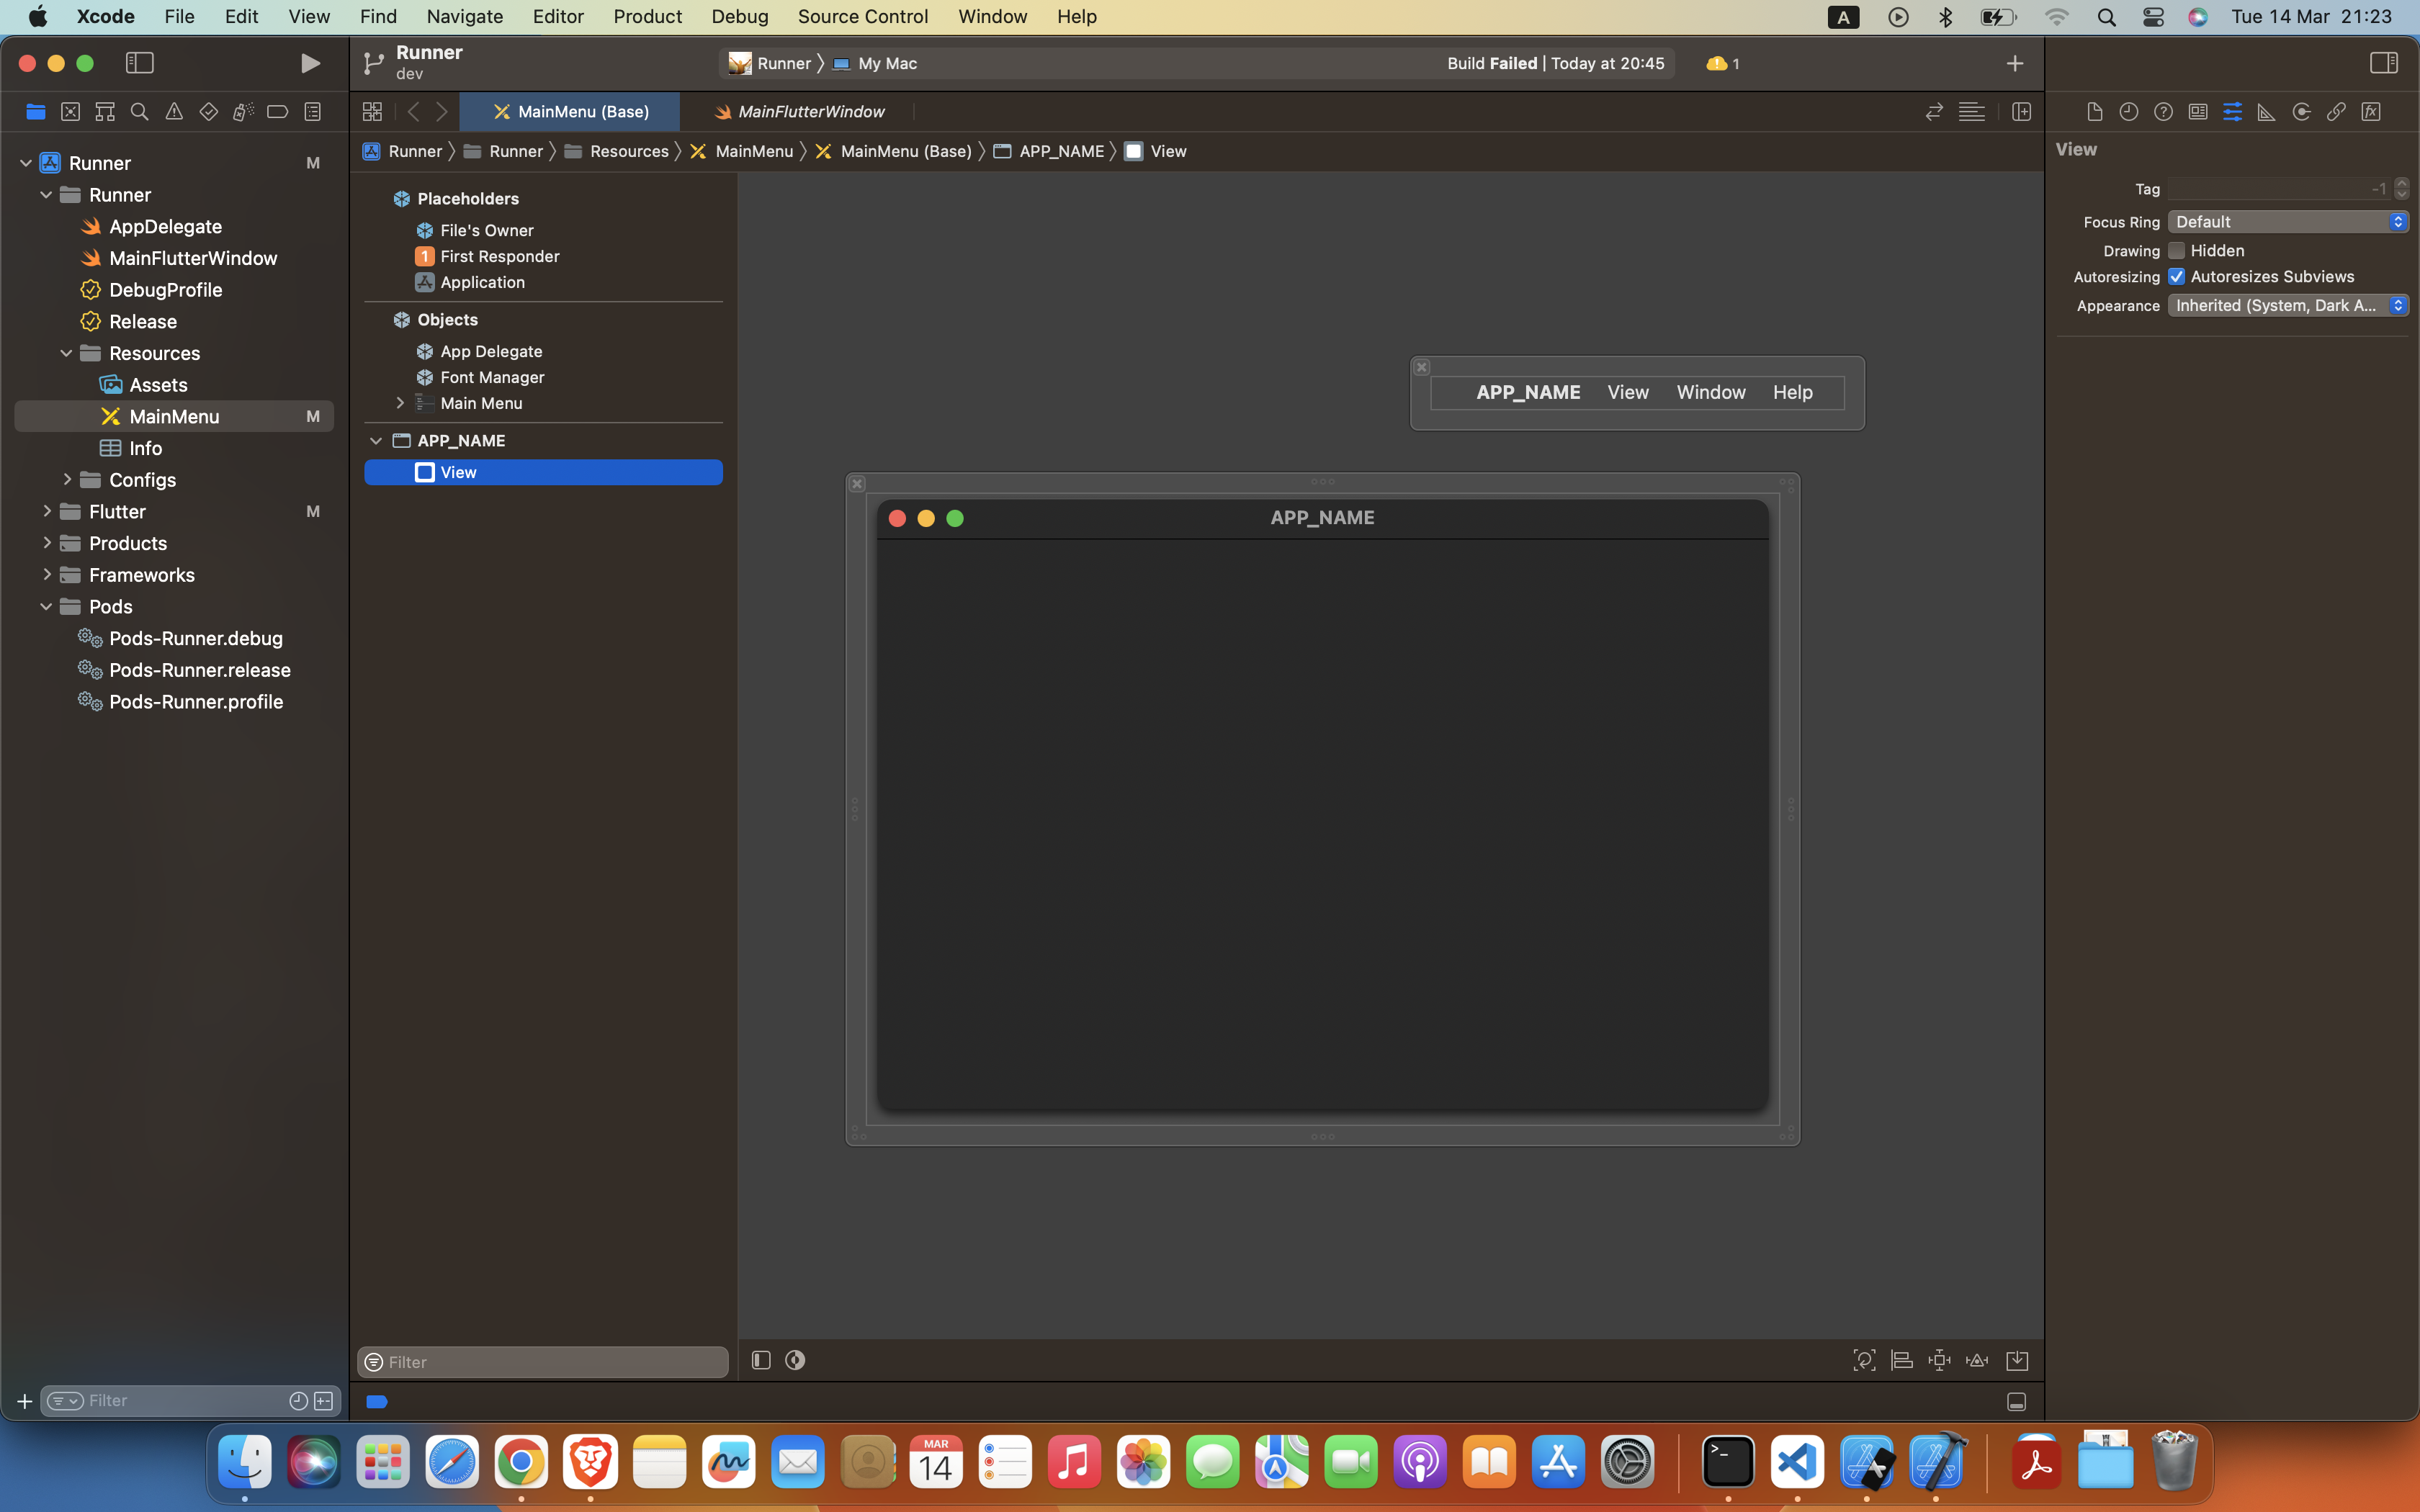 Xcode File Edit View Find Navigate Editor Product Debug Source Control Window Help A Tue 14 Mar 21:23
Runner
dev
Runner My Mac
Build Failed | Today at 20:45
1
MainMenu (Base)
MainFlutterWindow
Runner Runner Resources MainMenu MainMenu (Base) APP_NAME View
Runner M
Runner
AppDelegate
MainFlutterWindow
DebugProfile
Release
Resources
Assets
MainMenu M
Info
Configs
Flutter M
Products
Frameworks
Pods
Pods-Runner.debug
Pods-Runner.release
Pods-Runner.profile
Filter
Placeholders
File's Owner
1 First Responder
Application
Objects
App Delegate
Font Manager
Main Menu
APP_NAME
View
Filter
APP_NAME View Window Help
APP_NAME
View
Tag -1
Focus Ring Default
Drawing Hidden
Autoresizing Autoresizes Subviews
Appearance Inherited (System, Dark A...
MAR
14